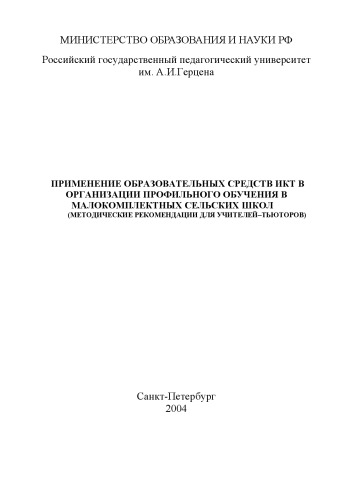 МИНИСТЕРСТВО ОБРАЗОВАНИЯ И НАУКИ РФ
Российский государственный педагогический университет
им. А.И.Герцена
ПРИМЕНЕНИЕ ОБРАЗОВАТЕЛЬНЫХ СРЕДСТВ ИКТ В
ОРГАНИЗАЦИИ ПРОФИЛЬНОГО ОБУЧЕНИЯ В
МАЛОКОМПЛЕКТНЫХ СЕЛЬСКИХ ШКОЛ
(МЕТОДИЧЕСКИЕ РЕКОМЕНДАЦИИ ДЛЯ УЧИТЕЛЕЙ–ТЬЮТОРОВ)
Санкт-Петербург
2004